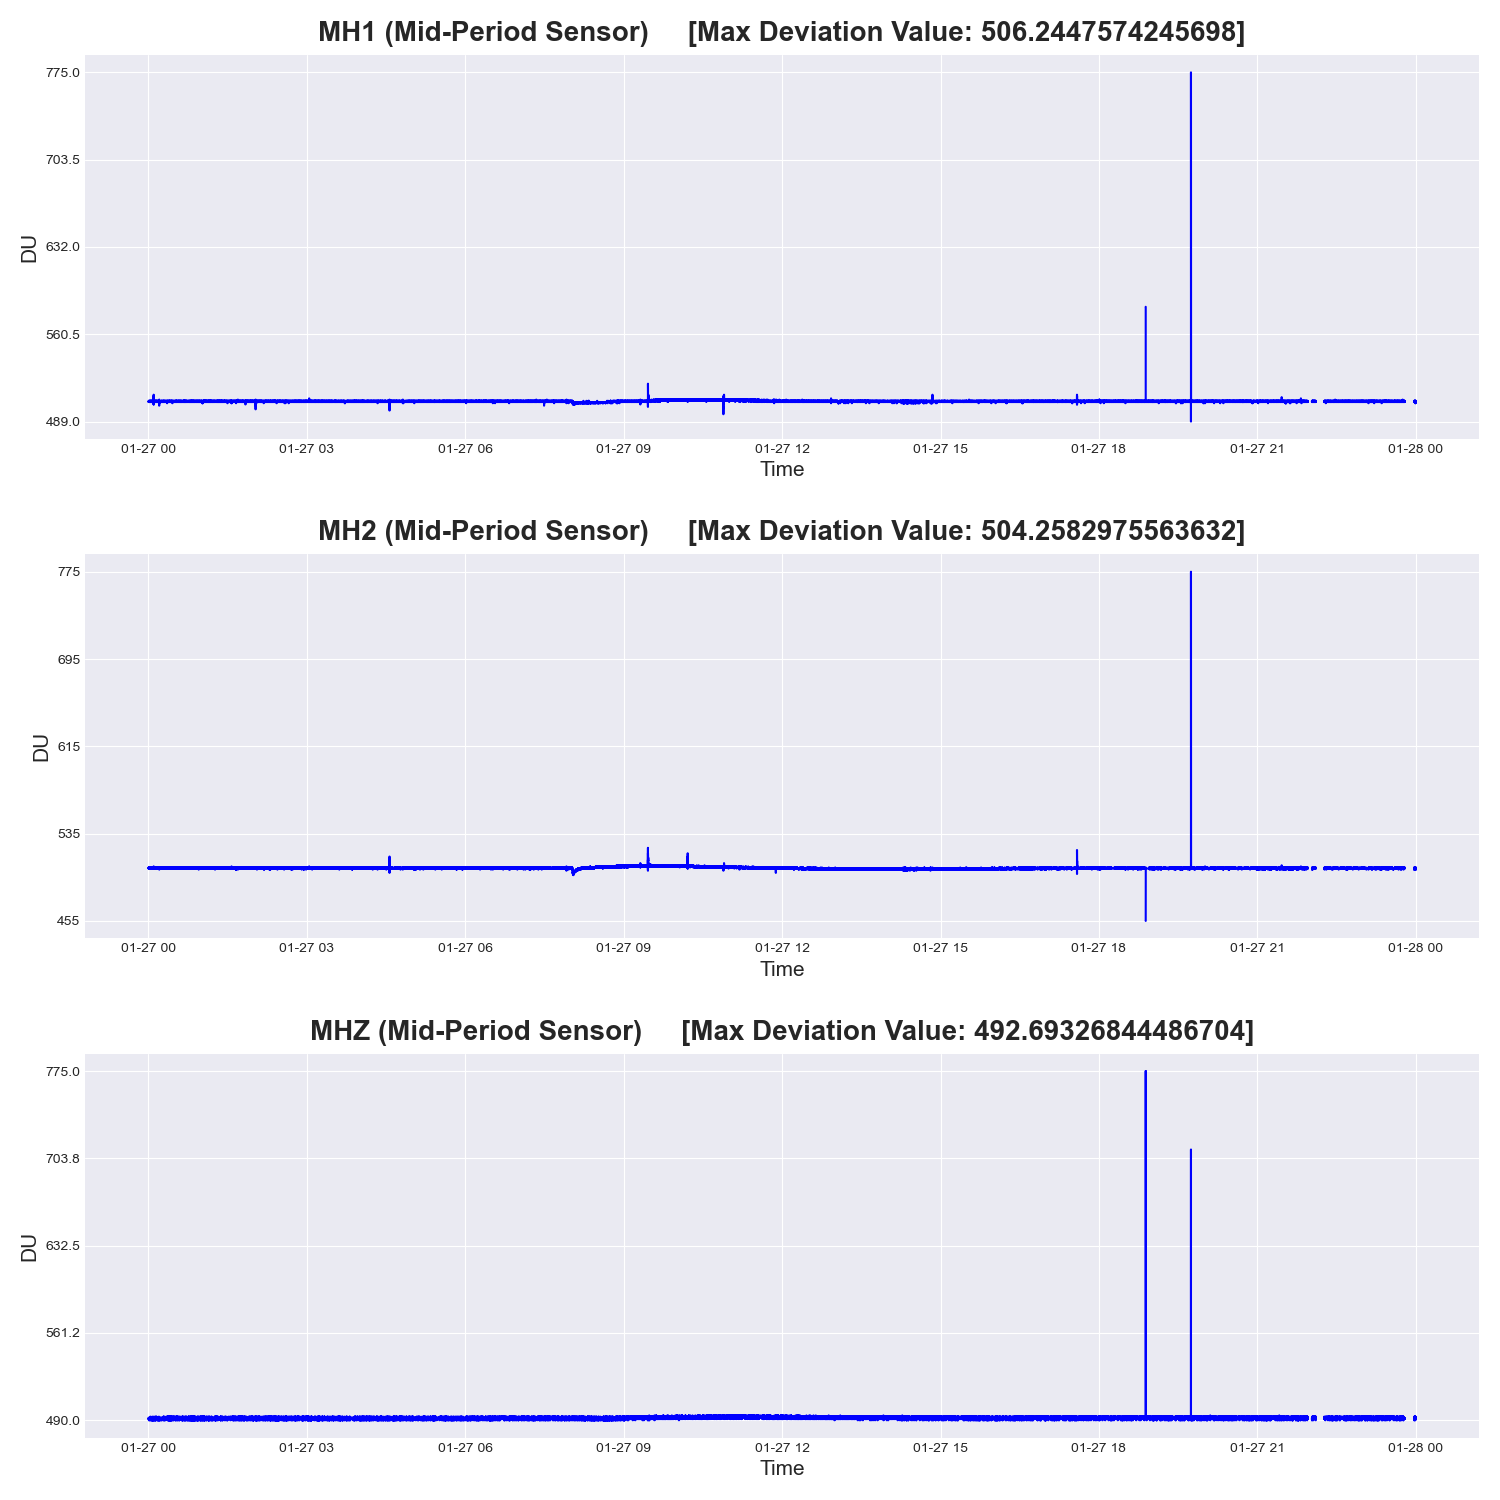 MH1 (Mid-Period Sensor) [Max Deviation Value: 506.2447574245698]
775.0
703.5
632.0
560.5
489.0
DU
01-27 00 01-27 03 01-27 06 01-27 09 01-27 12 01-27 15 01-27 18 01-27 21 01-28 00
Time
MH2 (Mid-Period Sensor) [Max Deviation Value: 504.2582975563632]
775
695
615
535
455
DU
01-27 00 01-27 03 01-27 06 01-27 09 01-27 12 01-27 15 01-27 18 01-27 21 01-28 00
Time
MHZ (Mid-Period Sensor) [Max Deviation Value: 492.69326844486704]
775.0
703.8
632.5
561.2
490.0
DU
01-27 00 01-27 03 01-27 06 01-27 09 01-27 12 01-27 15 01-27 18 01-27 21 01-28 00
Time